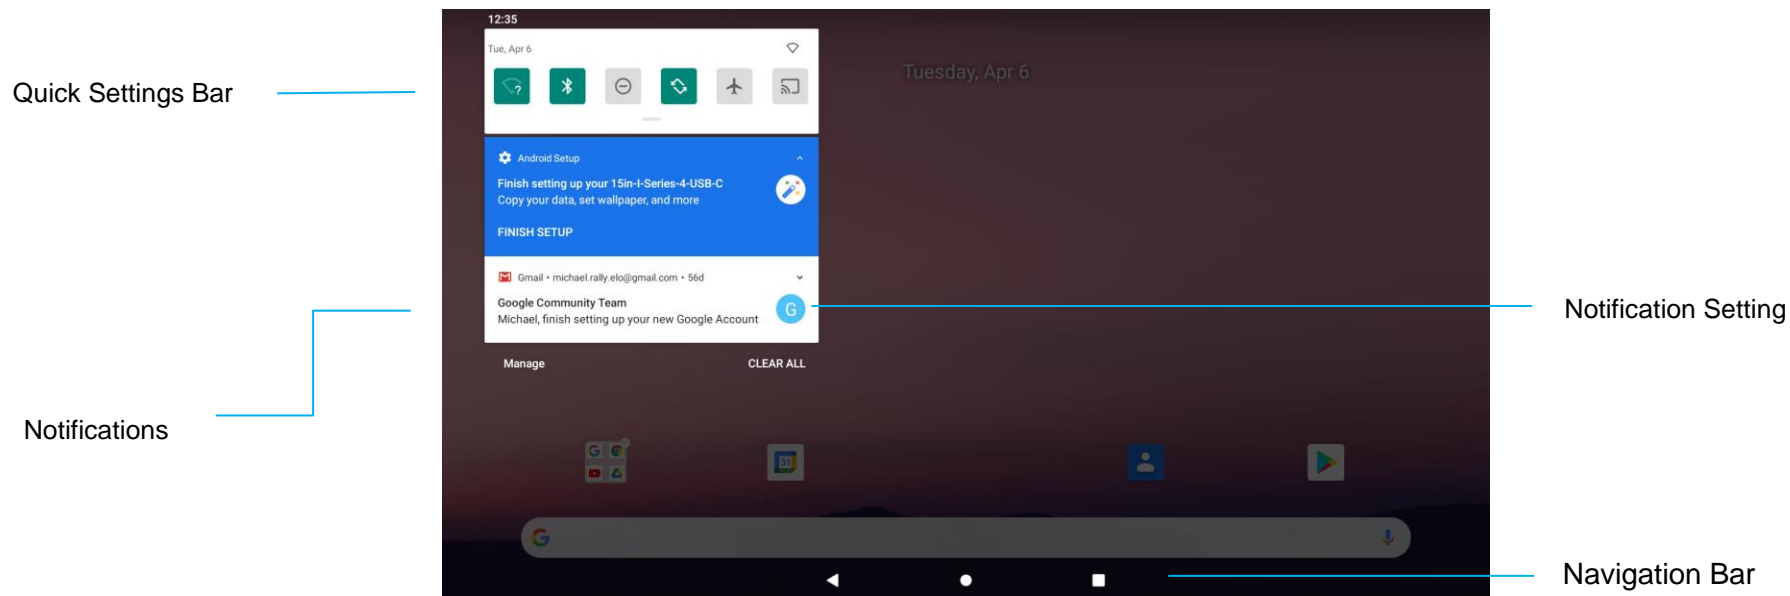 12:35
Tue, Apr 6
Tuesday, Apr 6
Quick Settings Bar
?
Android Setup
Finish setting up your 15in-I-Series-4-USB-C
Copy your data, set wallpaper, and more
FINISH SETUP
Gmail • michael.rally.elo@gmail.com • 56d
Google Community Team
Michael, finish setting up your new Google Account
G
Notification Setting
Manage
CLEAR ALL
Notifications
G
31
G
Navigation Bar